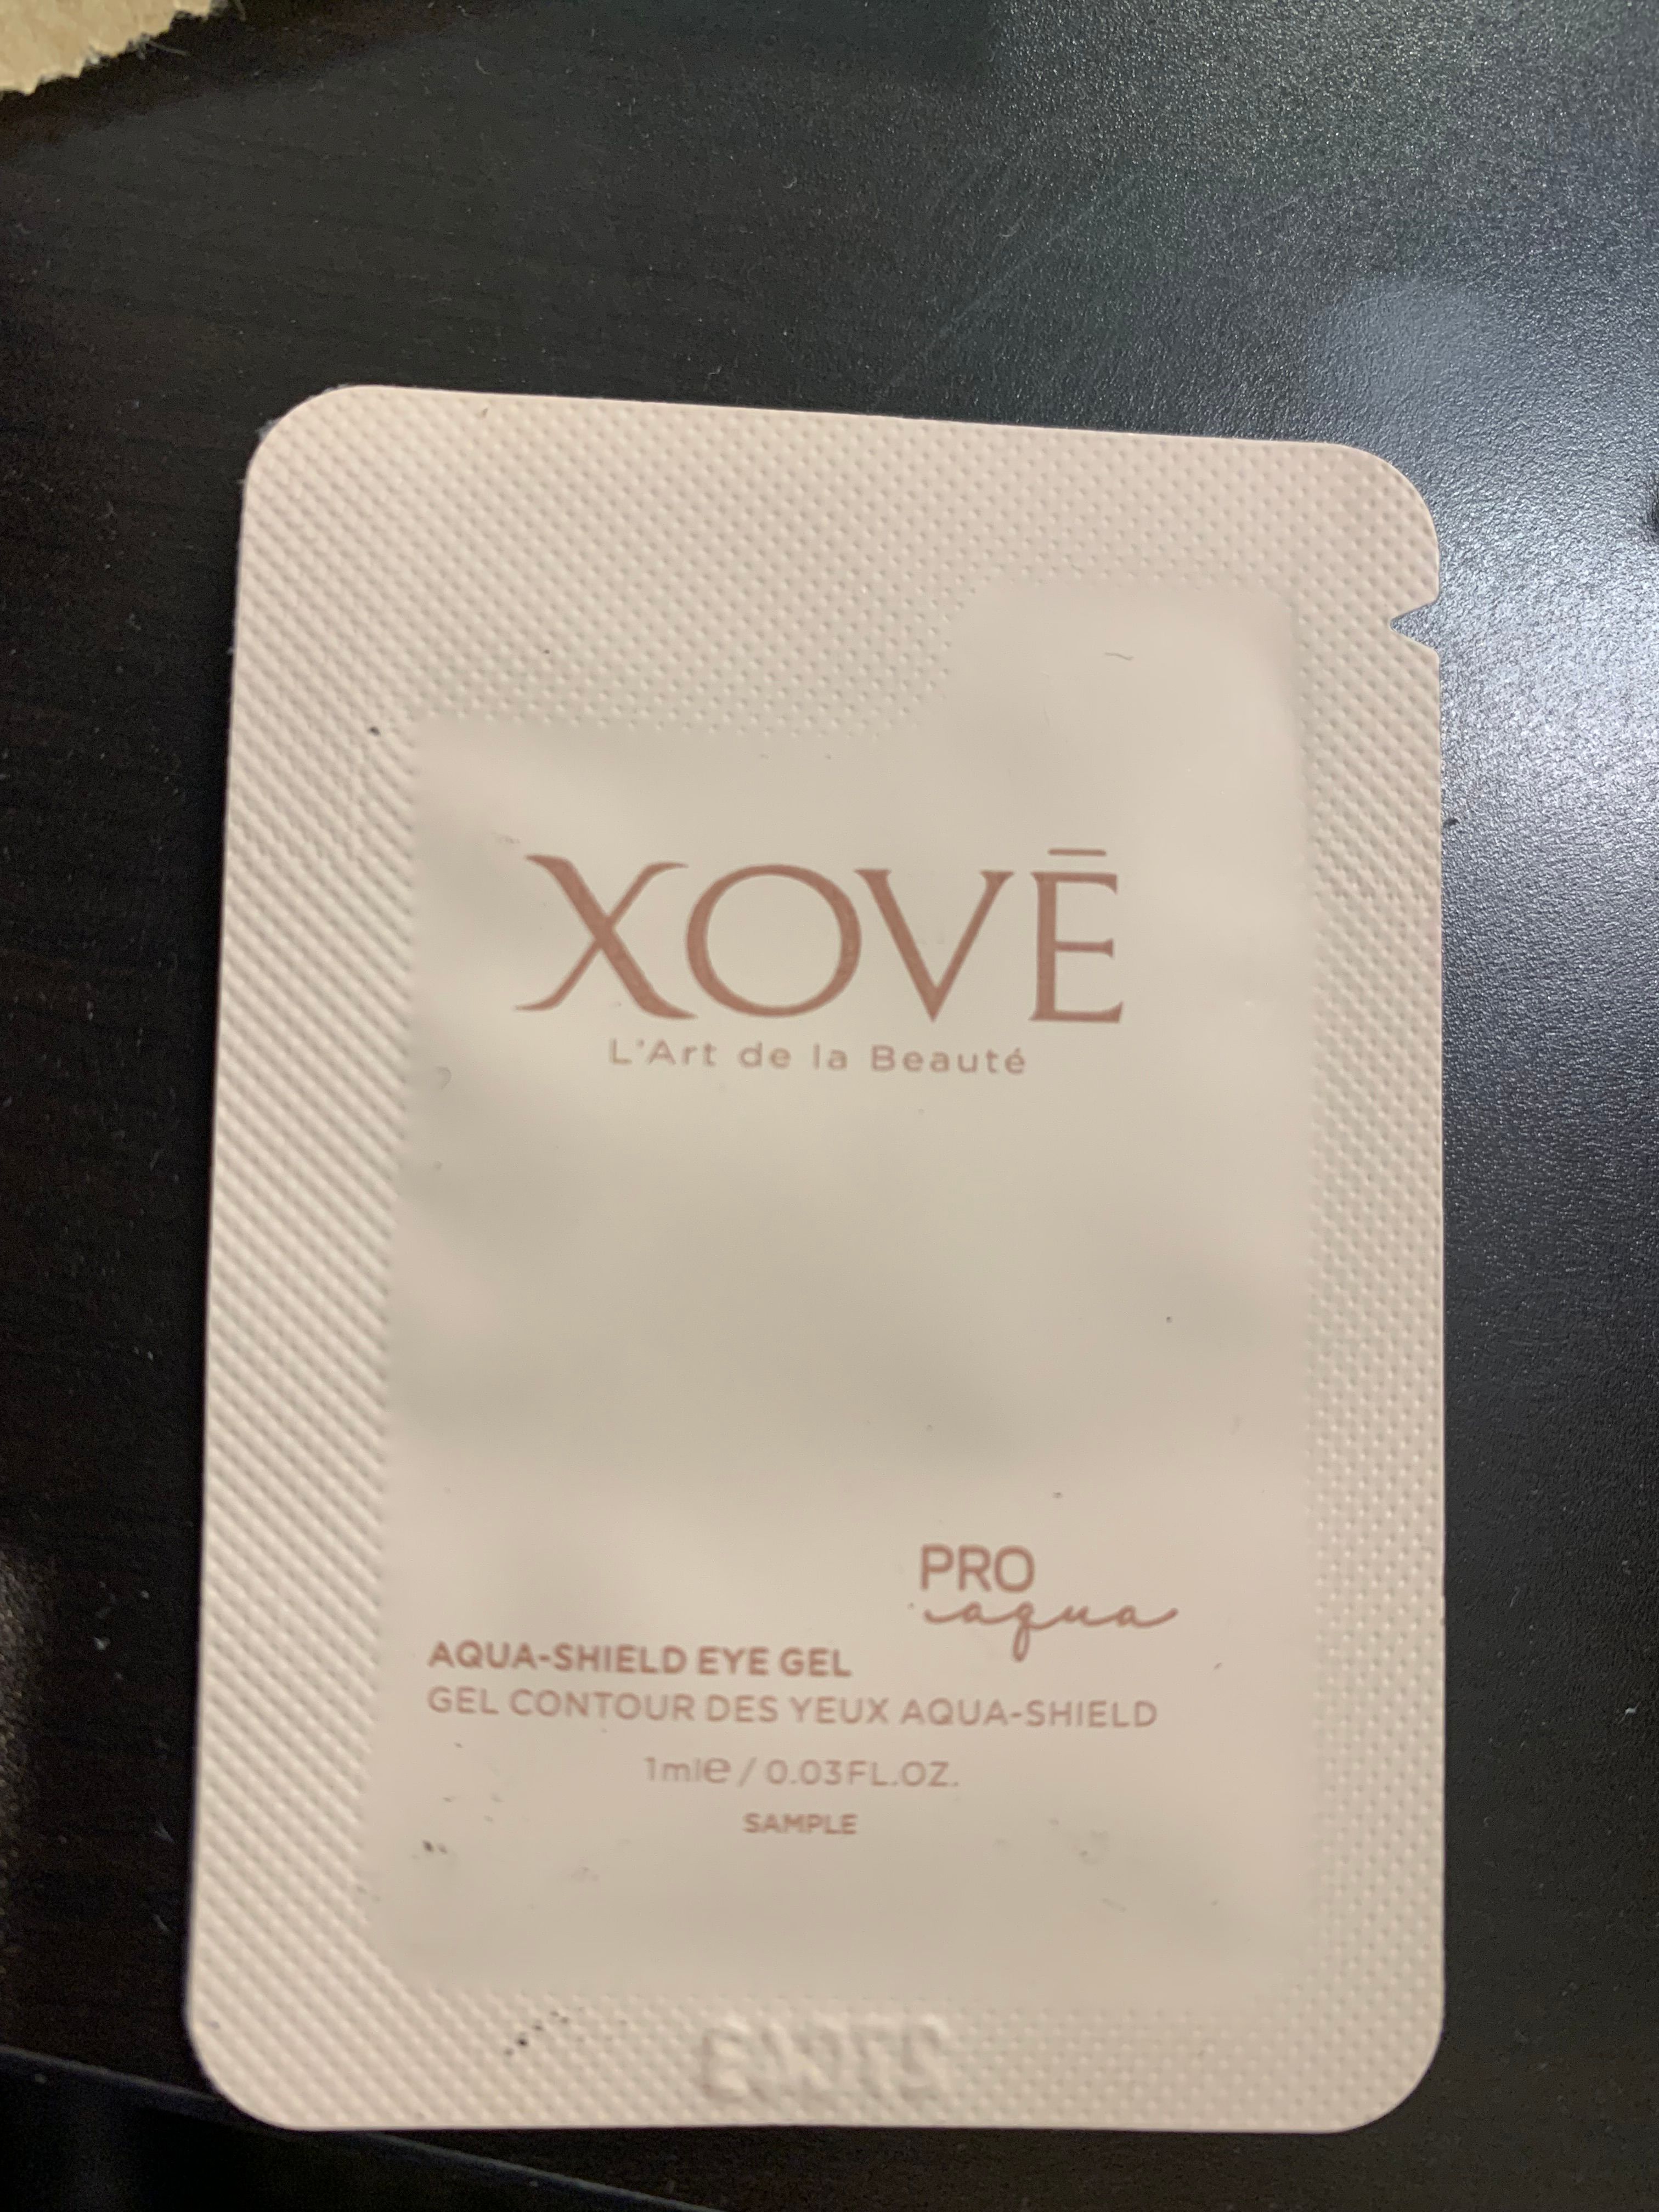 XOVĒ
L'Art de la Beauté
PRO
aqua
AQUA-SHIELD EYE GEL
GEL CONTOUR DES YEUX AQUA-SHIELD
1ml℮ / 0.03FL.OZ.
SAMPLE